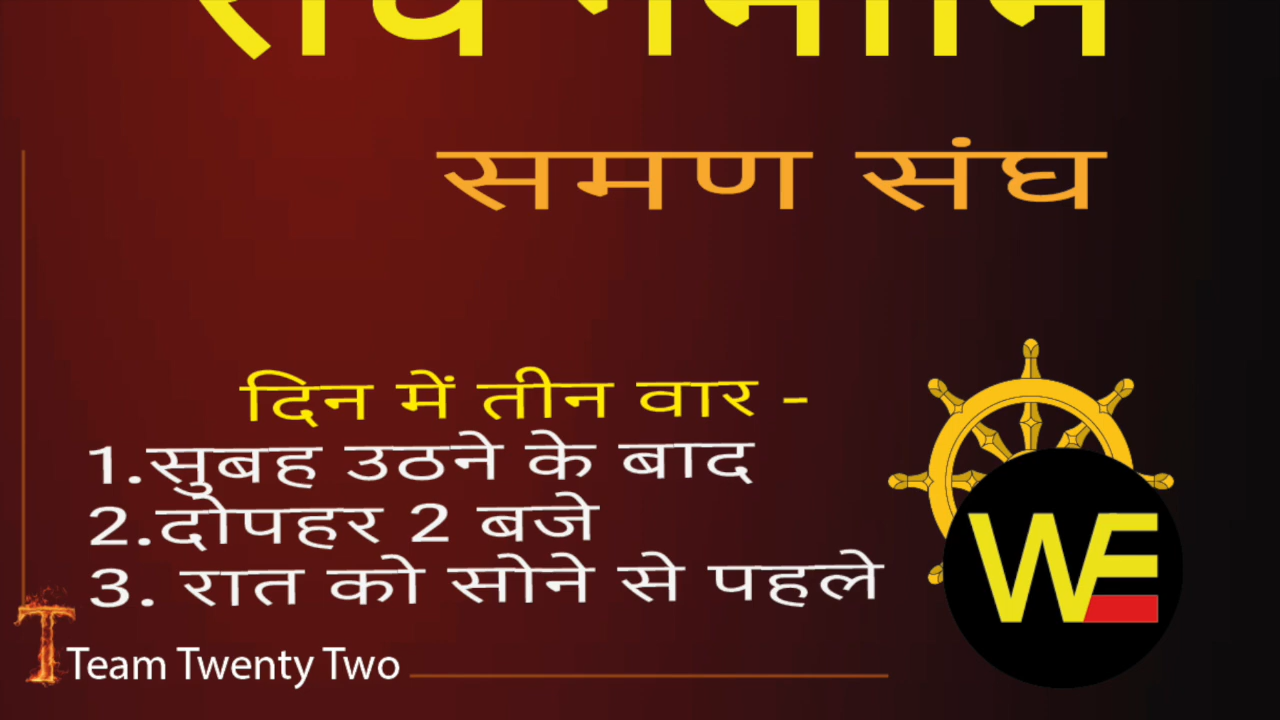 समण संघ
दिन में तीन वार -
1.सुबह उठने के बाद
2.दोपहर 2 बजे
3. रात को सोने से पहले
WE
T
Team Twenty Two